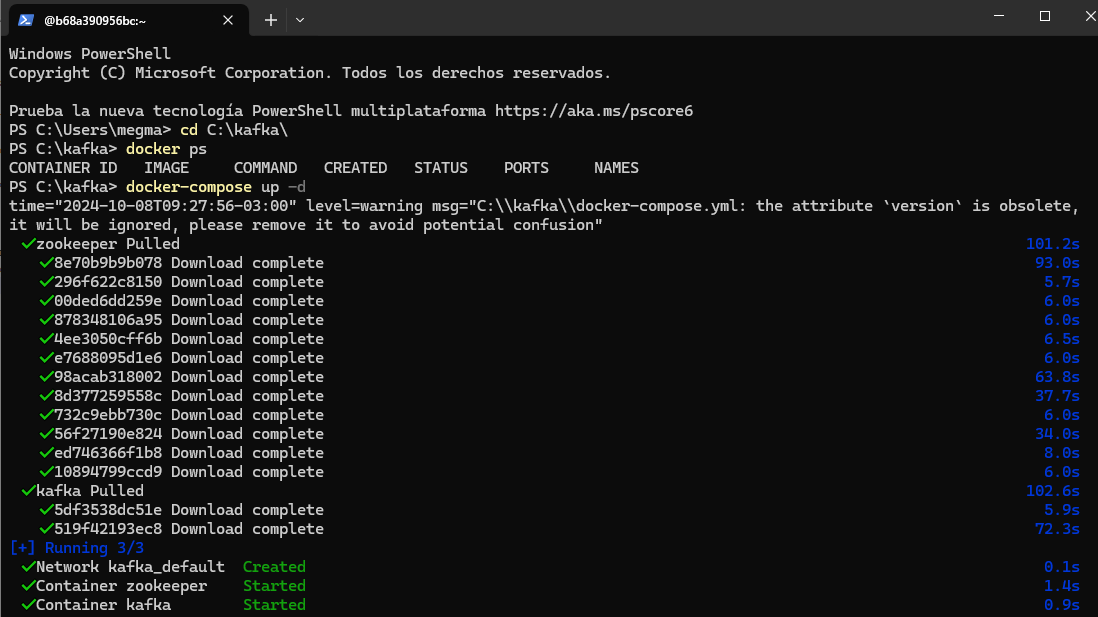 @b68a390956bc:~
Windows PowerShell
Copyright (C) Microsoft Corporation. Todos los derechos reservados.
Prueba la nueva tecnología PowerShell multiplataforma https://aka.ms/pscore6
PS C:\Users\megma> cd C:\kafka\
PS C:\kafka> docker ps
CONTAINER ID   IMAGE     COMMAND   CREATED   STATUS    PORTS     NAMES
PS C:\kafka> docker-compose up -d
time="2024-10-08T09:27:56-03:00" level=warning msg="C:\\kafka\\docker-compose.yml: the attribute `version` is obsolete,
it will be ignored, please remove it to avoid potential confusion"
✓zookeeper Pulled 101.2s
✓8e70b9b9b078 Download complete 93.0s
✓296f622c8150 Download complete 5.7s
✓00ded6dd259e Download complete 6.0s
✓878348106a95 Download complete 6.0s
✓4ee3050cff6b Download complete 6.5s
✓e7688095d1e6 Download complete 6.0s
✓98acab318002 Download complete 63.8s
✓8d377259558c Download complete 37.7s
✓732c9ebb730c Download complete 6.0s
✓56f27190e824 Download complete 34.0s
✓ed746366f1b8 Download complete 8.0s
✓10894799ccd9 Download complete 6.0s
✓kafka Pulled 102.6s
✓5df3538dc51e Download complete 5.9s
✓519f42193ec8 Download complete 72.3s
[+] Running 3/3
✓Network kafka_default  Created 0.1s
✓Container zookeeper    Started 1.4s
✓Container kafka        Started 0.9s